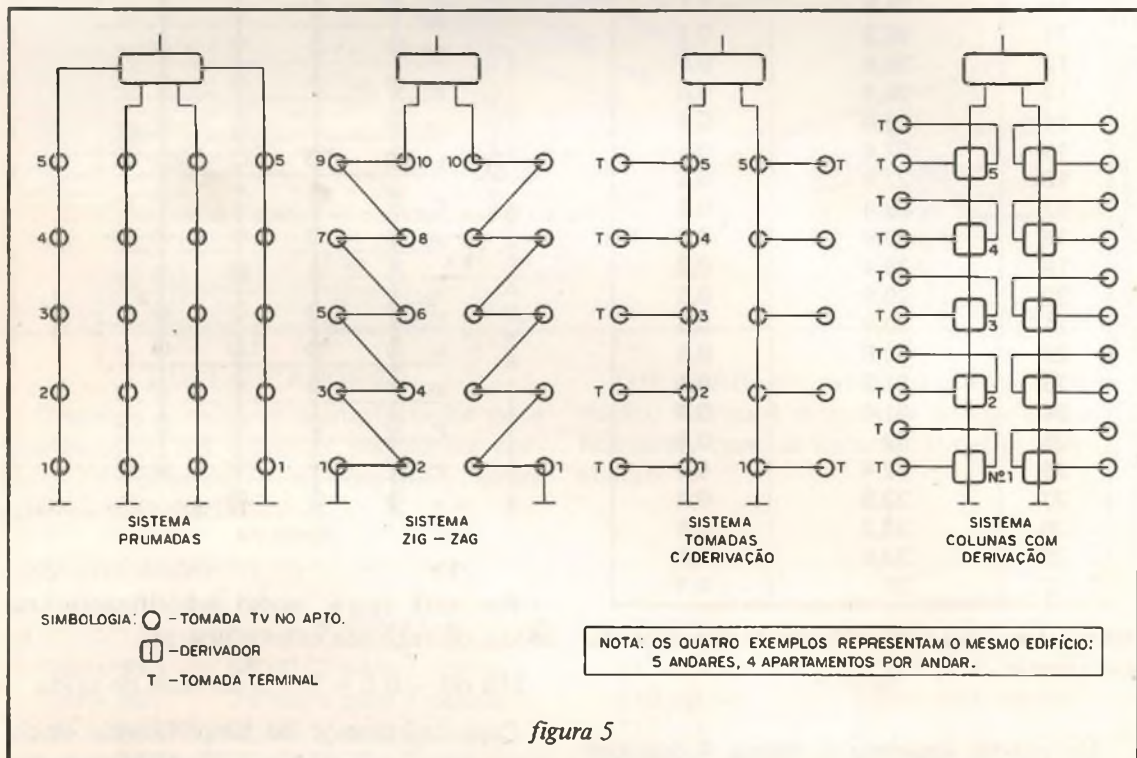 5 5 9 10 10 T 5 5 T T T 5
4 7 8 T 4 T 4
3 5 6 T 3 T 3
2 3 4 T 2 T 2
1 1 1 2 1 T 1 1 T T Nº1
SISTEMA
PRUMADAS
SISTEMA
ZIG - ZAG
SISTEMA
TOMADAS
C/DERIVAÇÃO
SISTEMA
COLUNAS COM
DERIVAÇÃO
SIMBOLOGIA: - TOMADA TV NO APTO.
-DERIVADOR
T - TOMADA TERMINAL
NOTA: OS QUATRO EXEMPLOS REPRESENTAM O MESMO EDIFÍCIO:
5 ANDARES, 4 APARTAMENTOS POR ANDAR.
figura 5